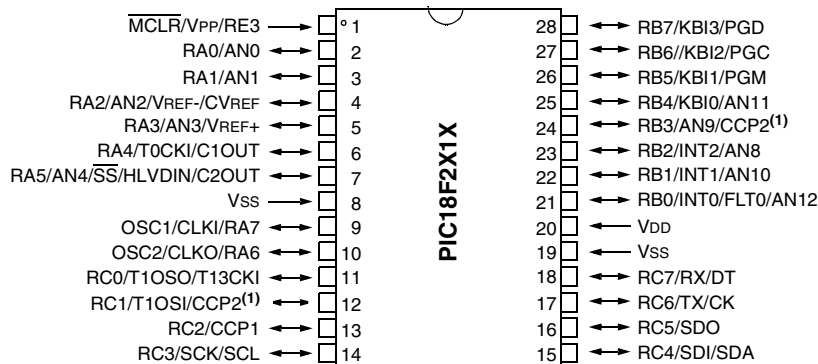 MCLR/VPP/RE3
RA0/AN0
RA1/AN1
RA2/AN2/VREF-/CVREF
RA3/AN3/VREF+
RA4/T0CKI/C1OUT
RA5/AN4/SS/HLVDIN/C2OUT
VSS
OSC1/CLKI/RA7
OSC2/CLKO/RA6
RC0/T1OSO/T13CKI
RC1/T1OSI/CCP2(1)
RC2/CCP1
RC3/SCK/SCL
1
2
3
4
5
6
7
8
9
10
11
12
13
14
PIC18F2X1X
28
27
26
25
24
23
22
21
20
19
18
17
16
15
RB7/KBI3/PGD
RB6//KBI2/PGC
RB5/KBI1/PGM
RB4/KBI0/AN11
RB3/AN9/CCP2(1)
RB2/INT2/AN8
RB1/INT1/AN10
RB0/INT0/FLT0/AN12
VDD
VSS
RC7/RX/DT
RC6/TX/CK
RC5/SDO
RC4/SDI/SDA